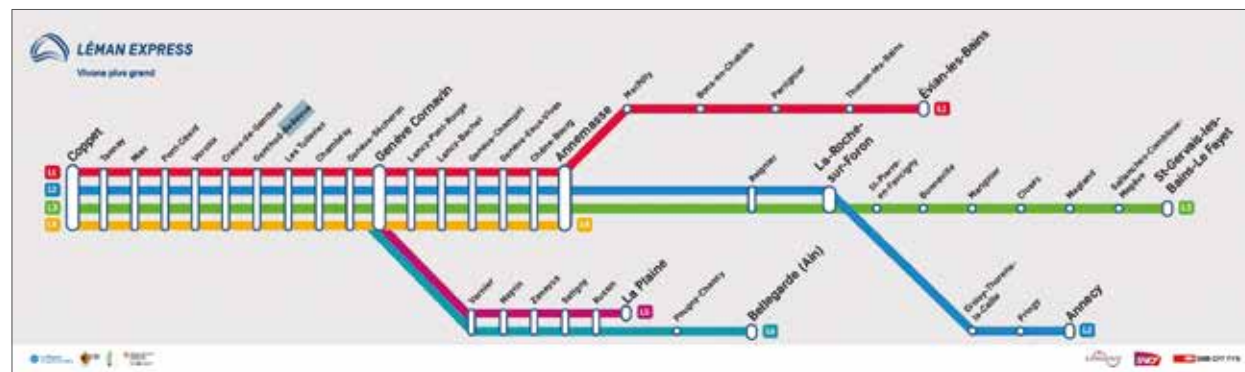 LÉMAN EXPRESS
Vivons plus grand
Coppet
Tannay
Mies
Pont-Céard
Versoix
Creux-de-Genthod
Genthod-Bellevue
Les Tuileries
Chambésy
Genève-Sécheron
Genève Cornavin
Lancy-Pont-Rouge
Lancy-Bachet
Genève-Champel
Genève-Eaux-Vives
Chêne-Bourg
Annemasse
Machilly
Bons-en-Chablais
Perrignier
Thonon-les-Bains
Évian-les-Bains
L1
L1
L2
L3
L4
L4
Reignier
La-Roche-
sur-Foron
St-Pierre-
en-Faucigny
Bonneville
Marignier
Cluses
Magland
Sallanches-Combloux-
Megève
St-Gervais-les-
Bains-Le Fayet
L3
Vernier
Meyrin
Zimeysa
Satigny
Russin
La Plaine
L5
Pougny-Chancy
Bellegarde (Ain)
L6
Groisy-Thorens-
la-Caille
Pringy
Annecy
L2
LÉMANIS
SNCF
SBB CFF FFS